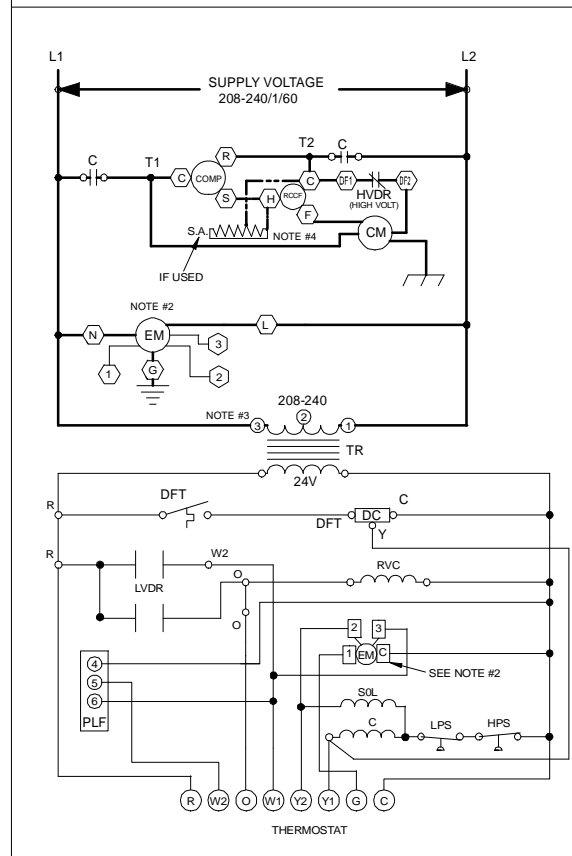 L1 L2
SUPPLY VOLTAGE
208-240/1/60
C T1 R T2 C
C COMP C DF1 DF2
S H RCCF HVDR
(HIGH VOLT)
F
S.A. NOTE #4 CM
IF USED
NOTE #2
N EM L
3
1 G 2
208-240
NOTE #3 3 2 1
TR
24V
DFT C
R DC
DFT Y
R W2 RVC
LVDR O
O
2 3
1 EM C
SEE NOTE #2
4
5
6
PLF
SOL
C LPS HPS
R W2 O W1 Y2 Y1 G C
THERMOSTAT